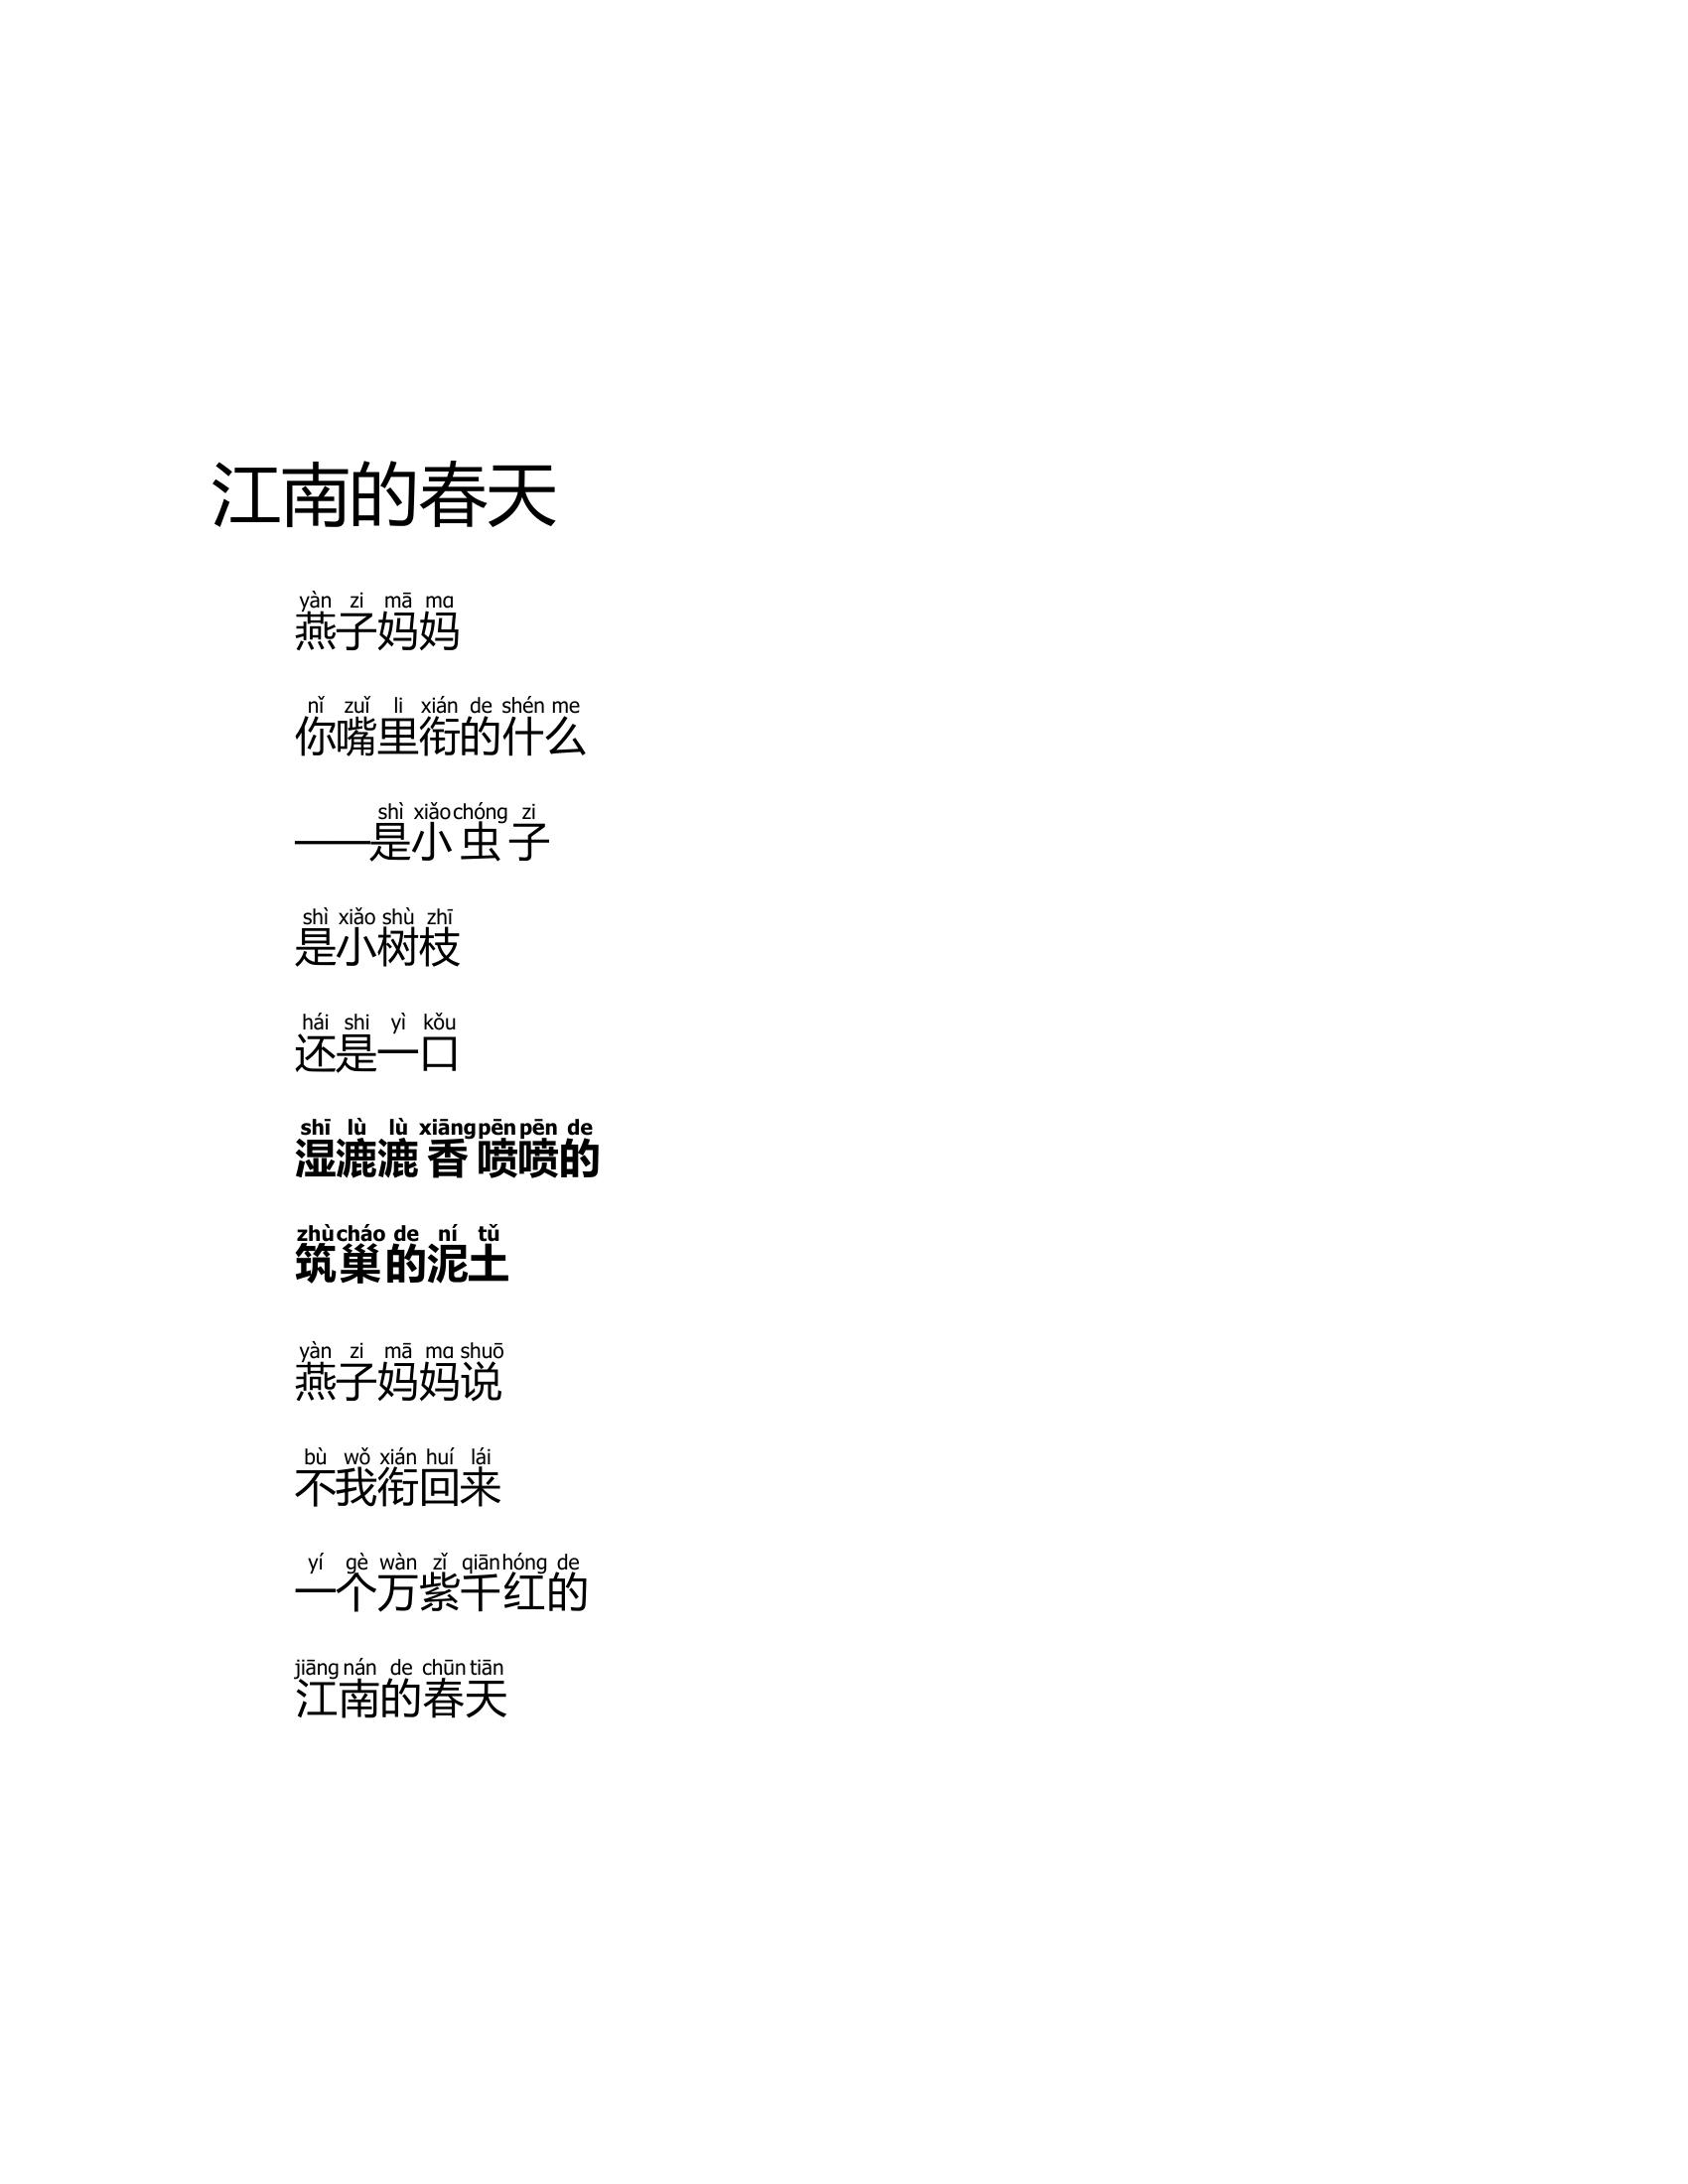 江南的春天
yàn zi mā mɑ
燕子妈妈
nǐ zuǐ li xián de shén me
你嘴里衔的什么
shì xiǎo chóng zi
——是小虫子
shì xiǎo shù zhī
是小树枝
hái shi yì kǒu
还是一口
shī lù lù xiāng pēn pēn de
湿漉漉香喷喷的
zhù cháo de ní tǔ
筑巢的泥土
yàn zi mā mɑ shuō
燕子妈妈说
bù wǒ xián huí lái
不我衔回来
yí gè wàn zǐ qiān hóng de
一个万紫千红的
jiāng nán de chūn tiān
江南的春天